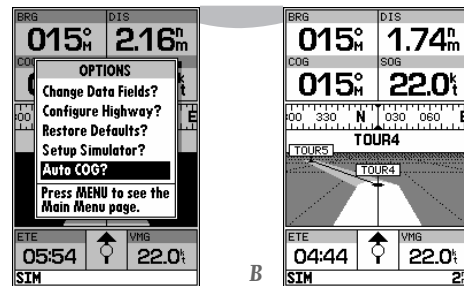 BRG DIS
015°M 2.16nm
COG
OPTIONS
Change Data Fields?
Configure Highway?
Restore Defaults?
Setup Simulator?
Auto COG?
Press MENU to see the
Main Menu page.
ETE VMG
05:54 22.0kt
SIM
B
BRG DIS
015°M 1.74nm
COG SOG
015°M 22.0kt
330 N 030 060 E
TOUR4
TOUR5
TOUR4
ETE VMG
04:44 22.0kt
SIM